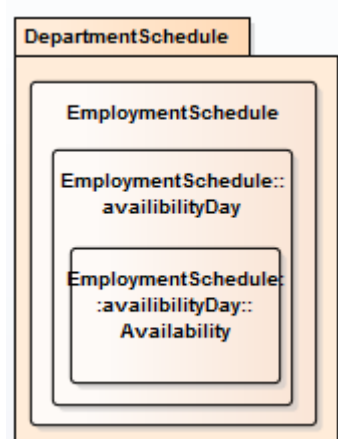 DepartmentSchedule
EmploymentSchedule
EmploymentSchedule::
availibilityDay
EmploymentSchedule:
:availibilityDay::
Availability